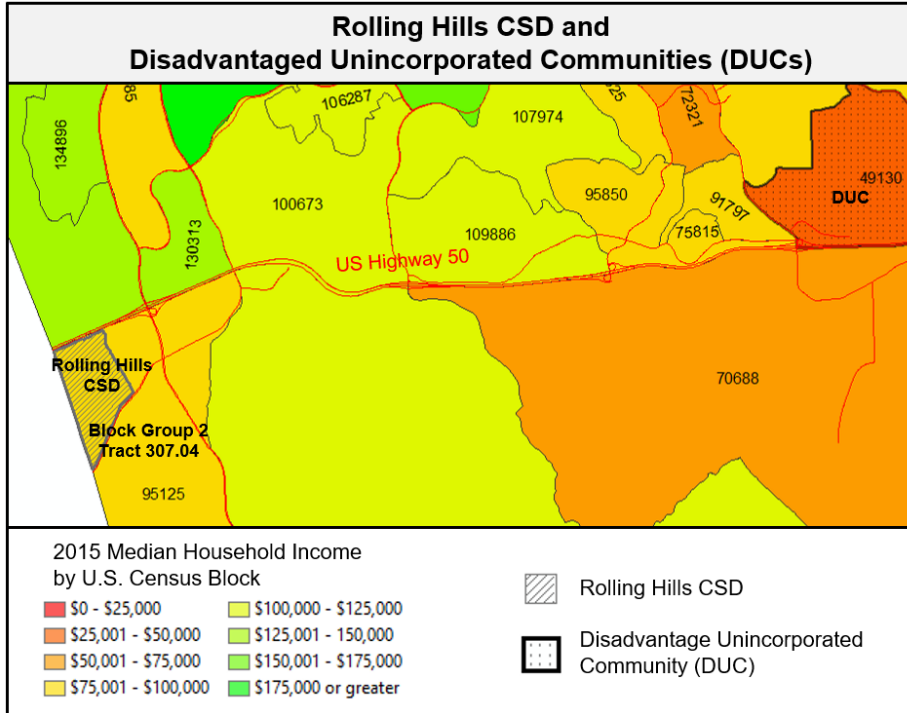 Rolling Hills CSD and
Disadvantaged Unincorporated Communities (DUCs)
85
106287
107974
925
72321
134896
49130
DUC
95850
91797
100673
130313
109886
75815
US Highway 50
Rolling Hills
CSD
70688
Block Group 2
Tract 307.04
95125
2015 Median Household Income
by U.S. Census Block
$0 - $25,000
$25,001 - $50,000
$50,001 - $75,000
$75,001 - $100,000
$100,000 - $125,000
$125,001 - 150,000
$150,001 - $175,000
$175,000 or greater
Rolling Hills CSD
Disadvantage Unincorporated
Community (DUC)